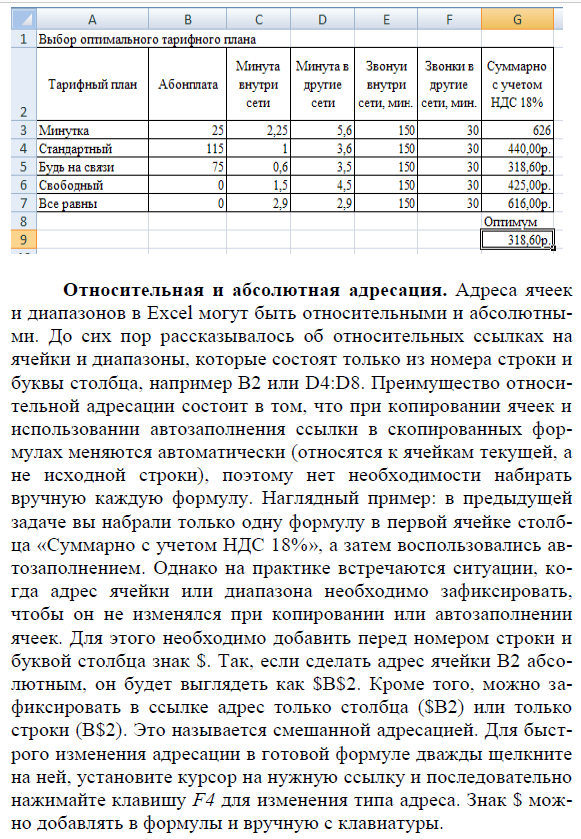 A B C D E F G
1 Выбор оптимального тарифного плана
2 Тарифный план Абонплата Минута внутри сети Минута в другие сети Звонуи внутри сети, мин. Звонки в другие сети, мин. Суммарно с учетом НДС 18%
3 Минутка 25 2,25 5,6 150 30 626
4 Стандартный 115 1 3,6 150 30 440,00р.
5 Будь на связи 75 0,6 3,5 150 30 318,60р.
6 Свободный 0 1,5 4,5 150 30 425,00р.
7 Все равны 0 2,9 2,9 150 30 616,00р.
8 Оптимум
9 318,60р.
Относительная и абсолютная адресация. Адреса ячеек
и диапазонов в Excel могут быть относительными и абсолютны-
ми. До сих пор рассказывалось об относительных ссылках на
ячейки и диапазоны, которые состоят только из номера строки и
буквы столбца, например B2 или D4:D8. Преимущество относи-
тельной адресации состоит в том, что при копировании ячеек и
использовании автозаполнения ссылки в скопированных фор-
мулах меняются автоматически (относятся к ячейкам текущей, а
не исходной строки), поэтому нет необходимости набирать
вручную каждую формулу. Наглядный пример: в предыдущей
задаче вы набрали только одну формулу в первой ячейке столб-
ца «Суммарно с учетом НДС 18%», а затем воспользовались ав-
тозаполнением. Однако на практике встречаются ситуации, ко-
гда адрес ячейки или диапазона необходимо зафиксировать,
чтобы он не изменялся при копировании или автозаполнении
ячеек. Для этого необходимо добавить перед номером строки и
буквой столбца знак $. Так, если сделать адрес ячейки B2 абсо-
лютным, он будет выглядеть как $B$2. Кроме того, можно за-
фиксировать в ссылке адрес только столбца ($B2) или только
строки (B$2). Это называется смешанной адресацией. Для быст-
рого изменения адресации в готовой формуле дважды щелкните
на ней, установите курсор на нужную ссылку и последовательно
нажимайте клавишу F4 для изменения типа адреса. Знак $ мож-
но добавлять в формулы и вручную с клавиатуры.